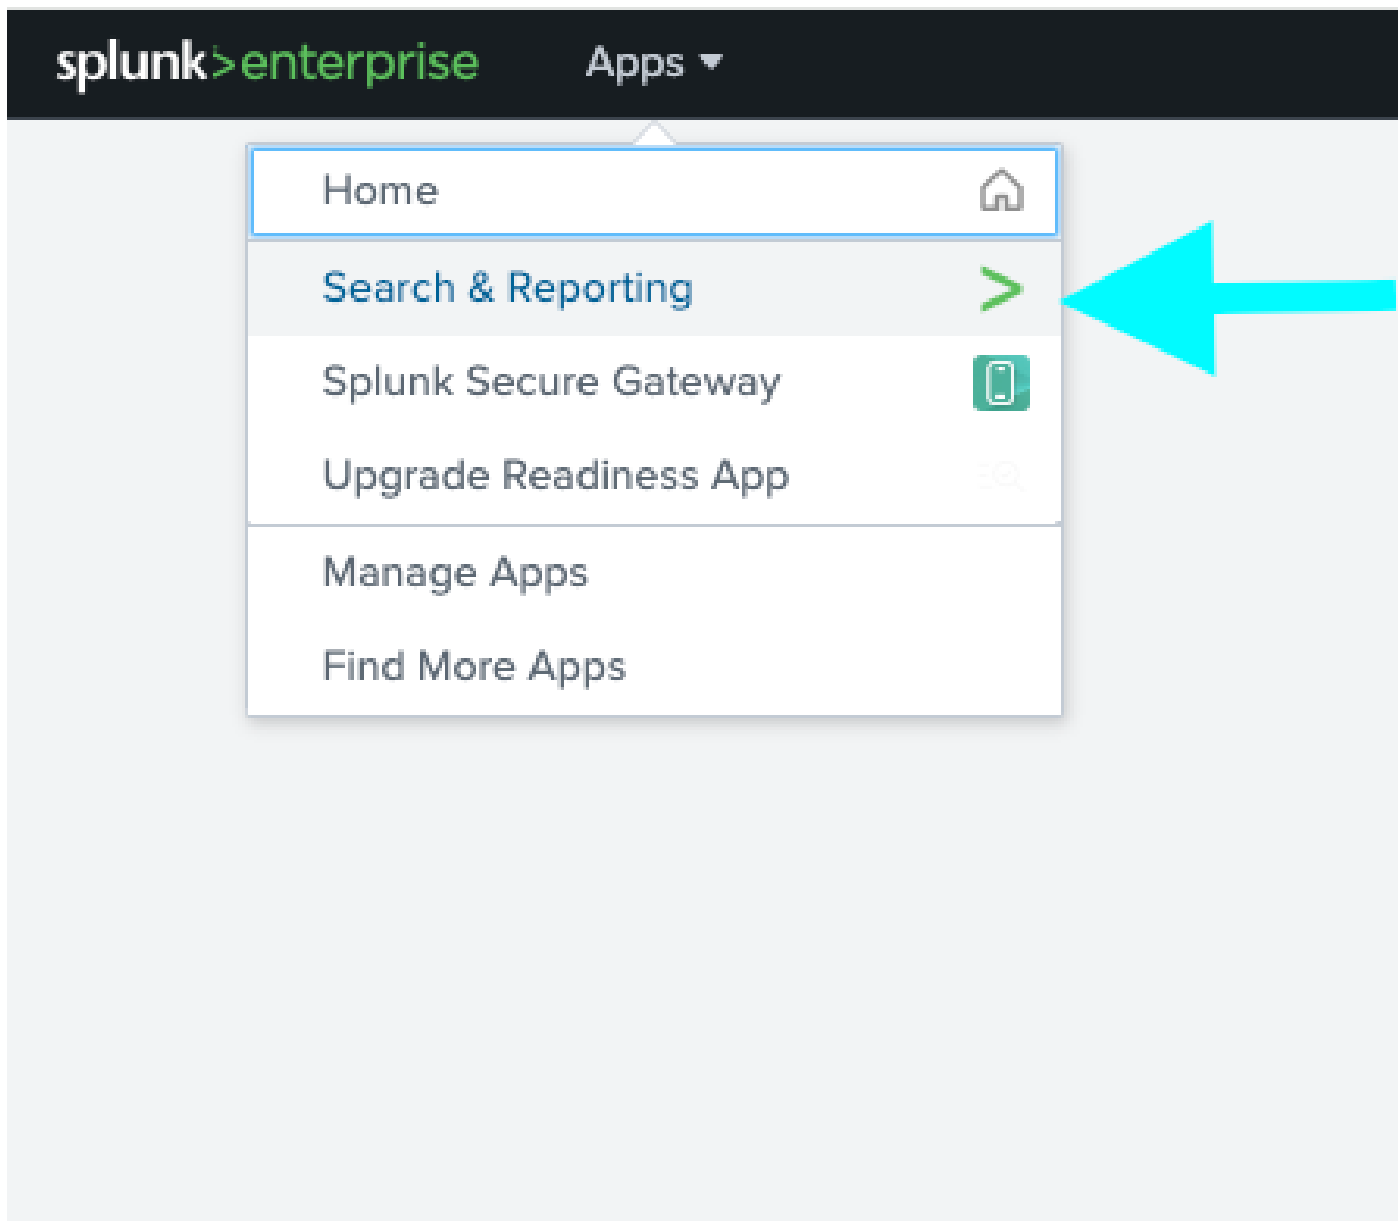 splunk>enterprise Apps
Home
Search & Reporting
Splunk Secure Gateway
Upgrade Readiness App
Manage Apps
Find More Apps